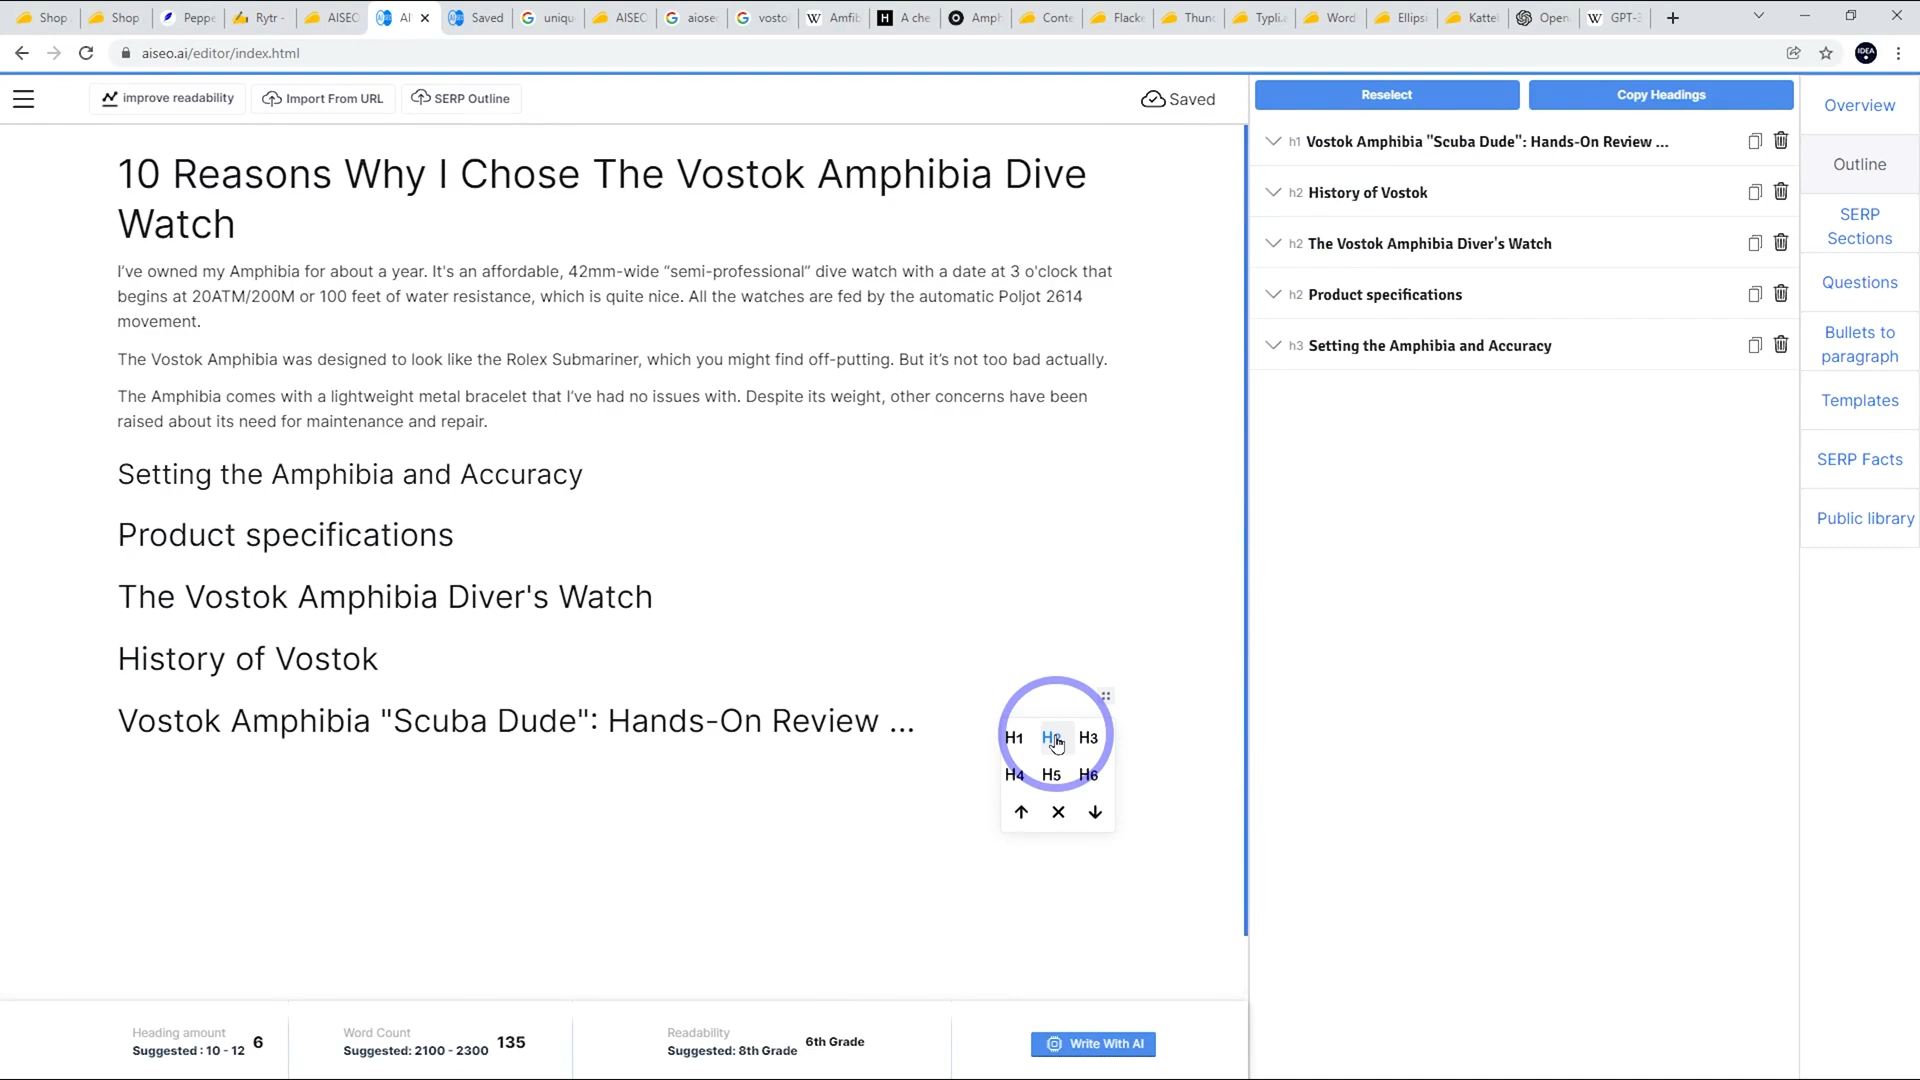 Shop
Shop
Peppe
Rytr -
AISEO
AI
Saved
uniqu
AISEO
aiose
vosto
Amfib
A che
Amph
Conte
Flacke
Thunc
Typli.a
Word
Ellipsi
Kattel
Open
GPT-3
aiseo.ai/editor/index.html
IDEA
improve readability
Import From URL
SERP Outline
Saved
Reselect
Copy Headings
Overview
Outline
SERP
Sections
Questions
Bullets to
paragraph
Templates
SERP Facts
Public library
h1 Vostok Amphibia "Scuba Dude": Hands-On Review ...
h2 History of Vostok
h2 The Vostok Amphibia Diver's Watch
h2 Product specifications
h3 Setting the Amphibia and Accuracy
10 Reasons Why I Chose The Vostok Amphibia Dive
Watch
I’ve owned my Amphibia for about a year. It's an affordable, 42mm-wide “semi-professional” dive watch with a date at 3 o'clock that
begins at 20ATM/200M or 100 feet of water resistance, which is quite nice. All the watches are fed by the automatic Poljot 2614
movement.
The Vostok Amphibia was designed to look like the Rolex Submariner, which you might find off-putting. But it’s not too bad actually.
The Amphibia comes with a lightweight metal bracelet that I’ve had no issues with. Despite its weight, other concerns have been
raised about its need for maintenance and repair.
Setting the Amphibia and Accuracy
Product specifications
The Vostok Amphibia Diver's Watch
History of Vostok
Vostok Amphibia "Scuba Dude": Hands-On Review ...
H1 H2 H3
H4 H5 H6
Heading amount
Suggested : 10 - 12 6
Word Count
Suggested: 2100 - 2300 135
Readability
Suggested: 8th Grade 6th Grade
Write With AI